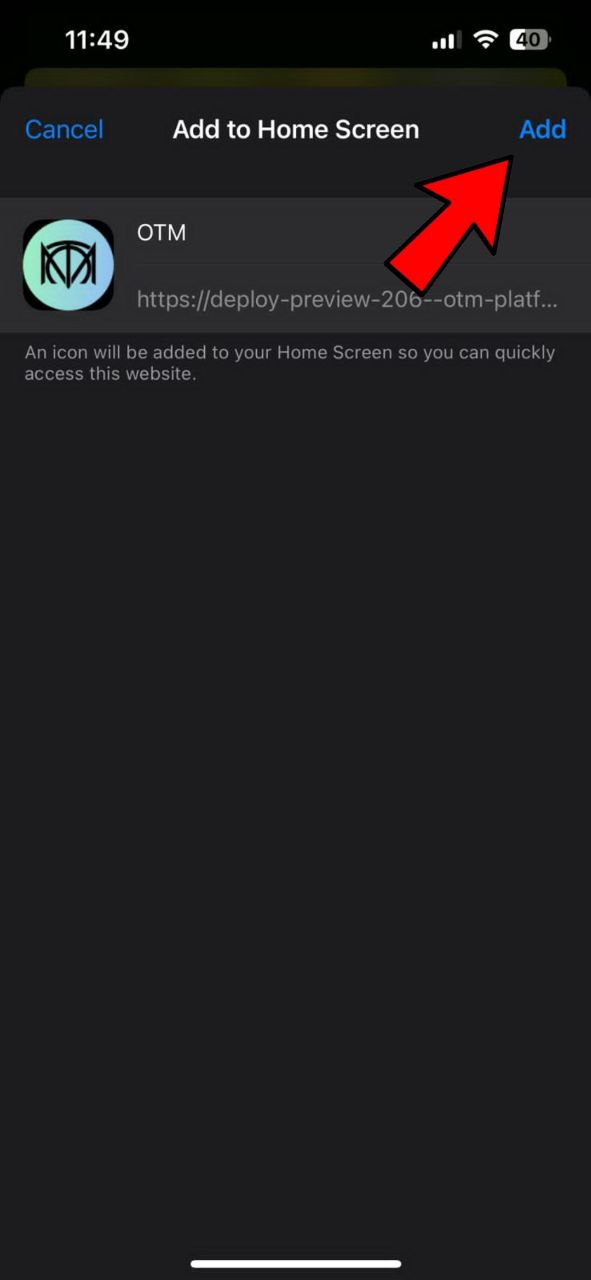 11:49
40
Cancel
Add to Home Screen
Add
OTM
https://deploy-preview-206--otm-platf...
An icon will be added to your Home Screen so you can quickly
access this website.